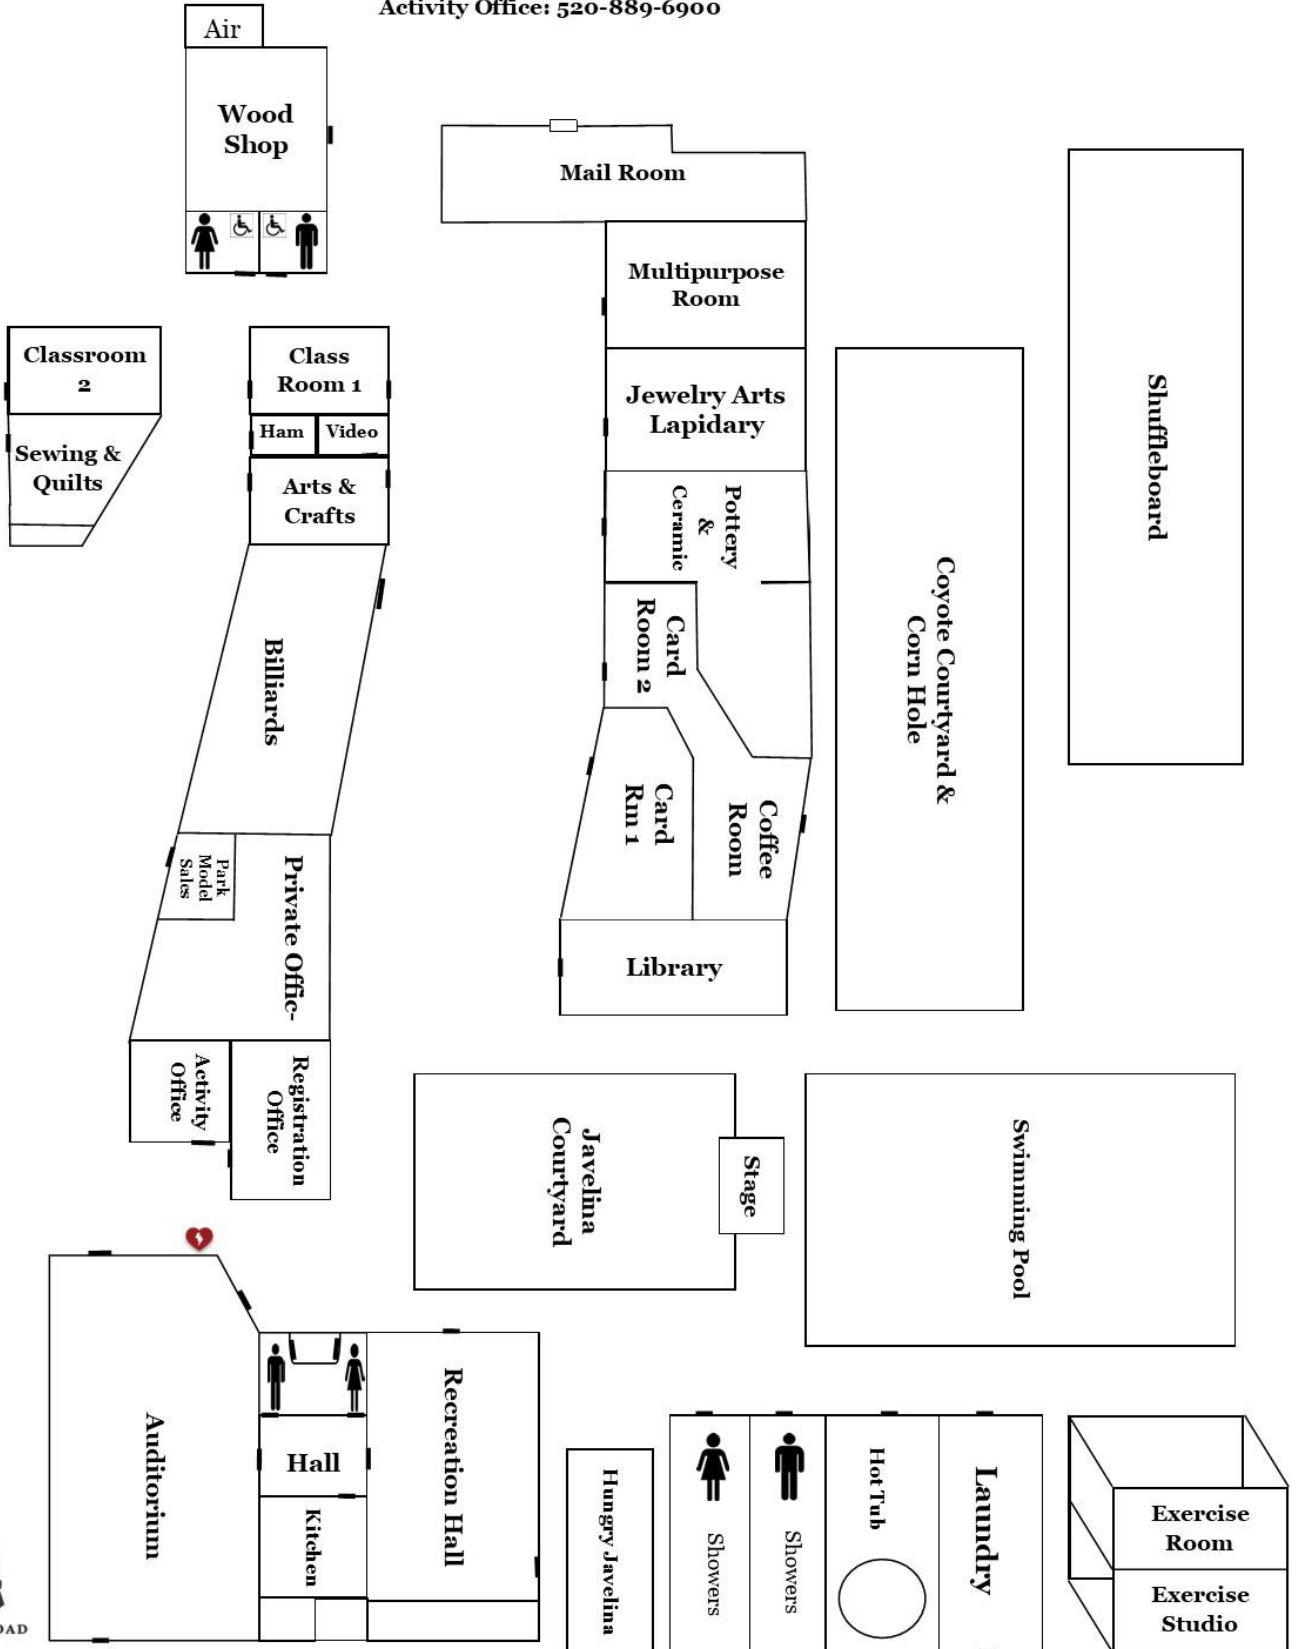 Activity Office: 520-889-6900
Air
Wood
Shop
Mail Room
Multipurpose
Room
Classroom
2
Class
Room 1
Jewelry Arts
Lapidary
Shuffleboard
Ham
Video
Sewing &
Quilts
Arts &
Crafts
Pottery
&
Ceramic
Coyote Courtyard &
Corn Hole
Card
Room 2
Billiards
Card
Rm 1
Coffee
Room
Park
Model
Sales
Private Offic-
Library
Activity
Office
Registration
Office
Javelina
Courtyard
Stage
Swimming Pool
Auditorium
Hall
Kitchen
Recreation Hall
Hungry Javelina
Showers
Showers
Hot Tub
Laundry
Exercise
Room
Exercise
Studio